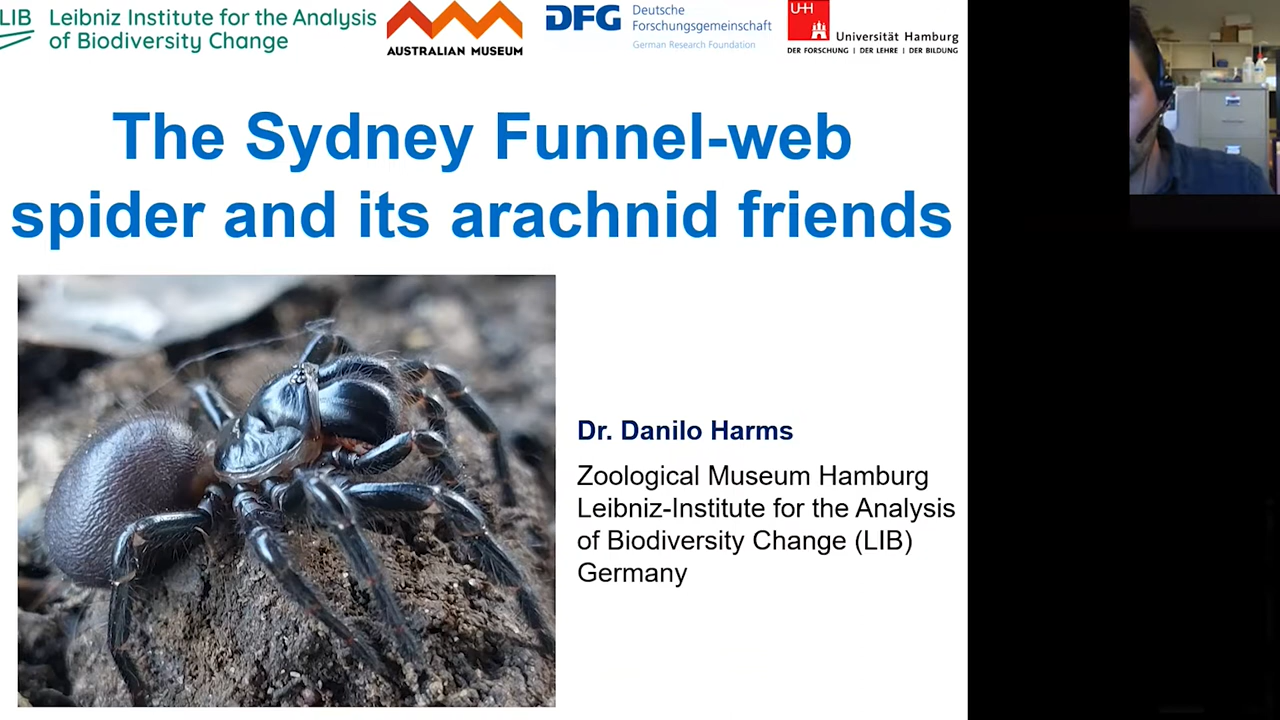 LIB
Leibniz Institute for the Analysis
of Biodiversity Change
AUSTRALIAN MUSEUM
DFG
Deutsche
Forschungsgemeinschaft
German Research Foundation
UHH
Universität Hamburg
DER FORSCHUNG | DER LEHRE | DER BILDUNG
The Sydney Funnel-web
spider and its arachnid friends
Dr. Danilo Harms
Zoological Museum Hamburg
Leibniz-Institute for the Analysis
of Biodiversity Change (LIB)
Germany